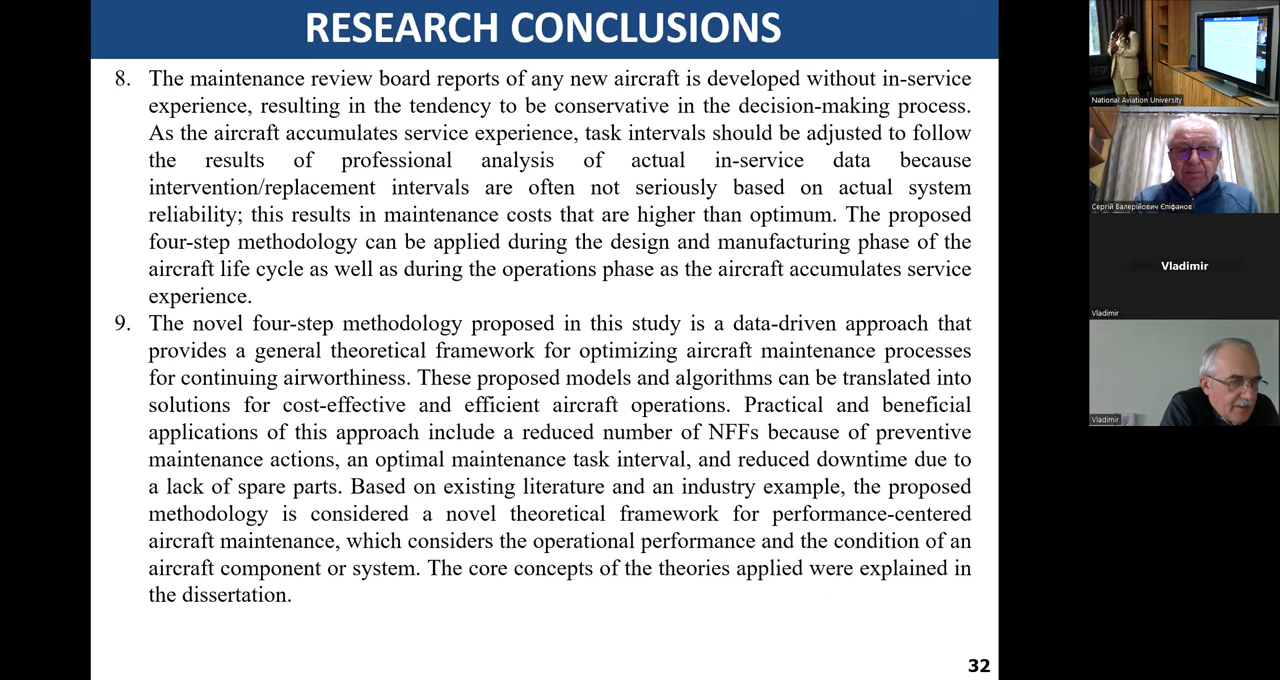 RESEARCH CONCLUSIONS
8. The maintenance review board reports of any new aircraft is developed without in-service
experience, resulting in the tendency to be conservative in the decision-making process.
As the aircraft accumulates service experience, task intervals should be adjusted to follow
the results of professional analysis of actual in-service data because
intervention/replacement intervals are often not seriously based on actual system
reliability; this results in maintenance costs that are higher than optimum. The proposed
four-step methodology can be applied during the design and manufacturing phase of the
aircraft life cycle as well as during the operations phase as the aircraft accumulates service
experience.
9. The novel four-step methodology proposed in this study is a data-driven approach that
provides a general theoretical framework for optimizing aircraft maintenance processes
for continuing airworthiness. These proposed models and algorithms can be translated into
solutions for cost-effective and efficient aircraft operations. Practical and beneficial
applications of this approach include a reduced number of NFFs because of preventive
maintenance actions, an optimal maintenance task interval, and reduced downtime due to
a lack of spare parts. Based on existing literature and an industry example, the proposed
methodology is considered a novel theoretical framework for performance-centered
aircraft maintenance, which considers the operational performance and the condition of an
aircraft component or system. The core concepts of the theories applied were explained in
the dissertation.
32
National Aviation University
Сергій Валерійович Єпіфанов
Vladimir
Vladimir
Vladimir